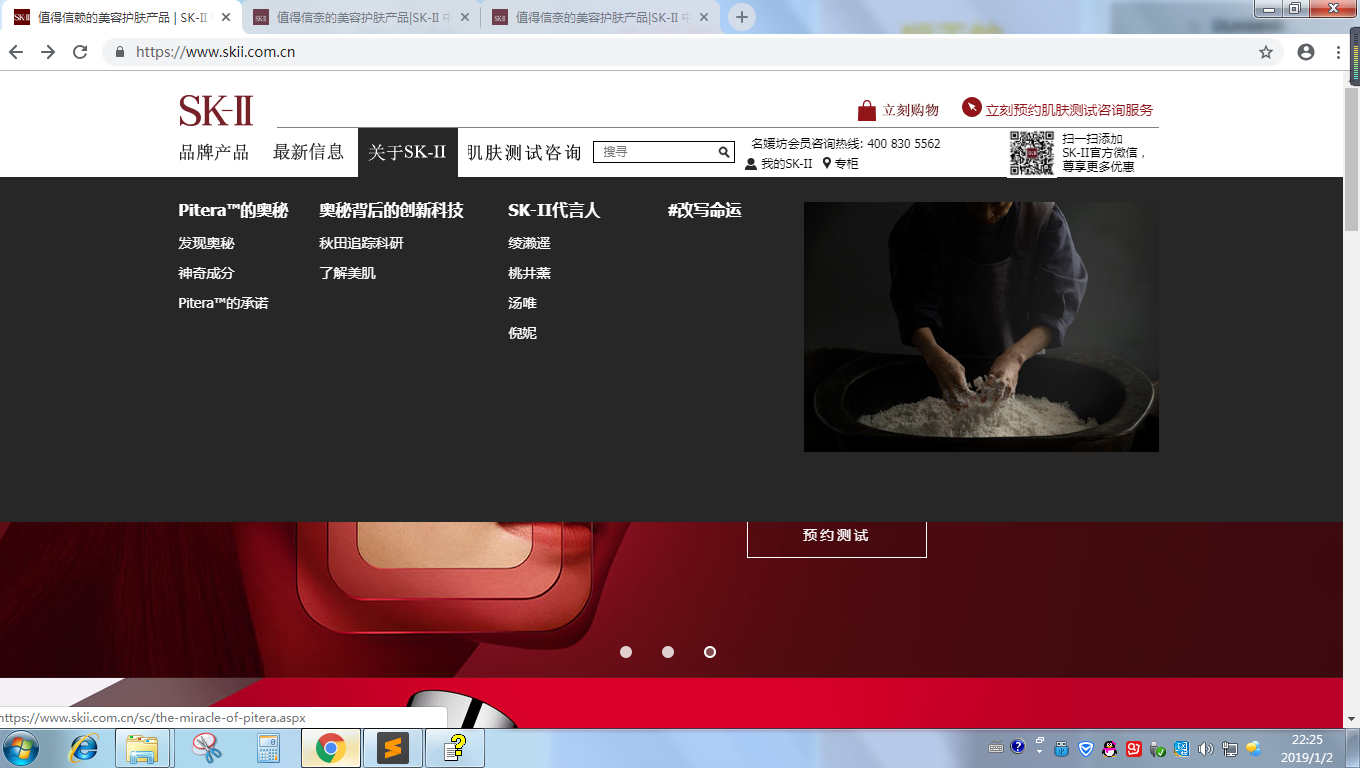 值得信赖的美容护肤产品 | SK-II
值得信奈的美容护肤产品|SK-II 中
值得信奈的美容护肤产品|SK-II 中
https://www.skii.com.cn
SK-II
立刻购物
立刻预约肌肤测试咨询服务
品牌产品
最新信息
关于SK-II
肌肤测试咨询
搜寻
名媛坊会员咨询热线: 400 830 5562
我的SK-II
专柜
扫一扫添加
SK-II官方微信，
尊享更多优惠
Pitera™的奥秘
发现奥秘
神奇成分
Pitera™的承诺
奥秘背后的创新科技
秋田追踪科研
了解美肌
SK-II代言人
绫濑遥
桃井薰
汤唯
倪妮
#改写命运
预约测试
https://www.skii.com.cn/sc/the-miracle-of-pitera.aspx
22:25
2019/1/2